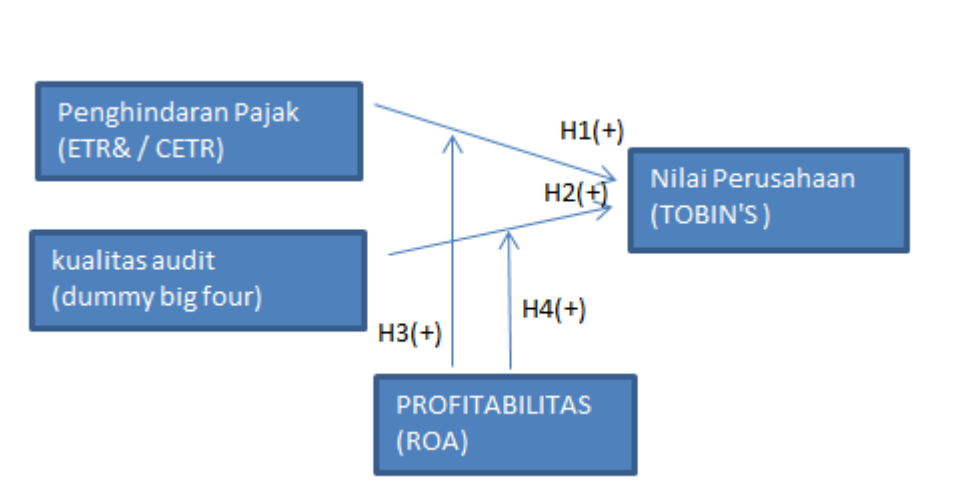 Penghindaran Pajak
(ETR& / CETR)
H1(+)
Nilai Perusahaan
(TOBIN'S )
H2(+)
kualitas audit
(dummy big four)
H3(+)
H4(+)
PROFITABILITAS
(ROA)